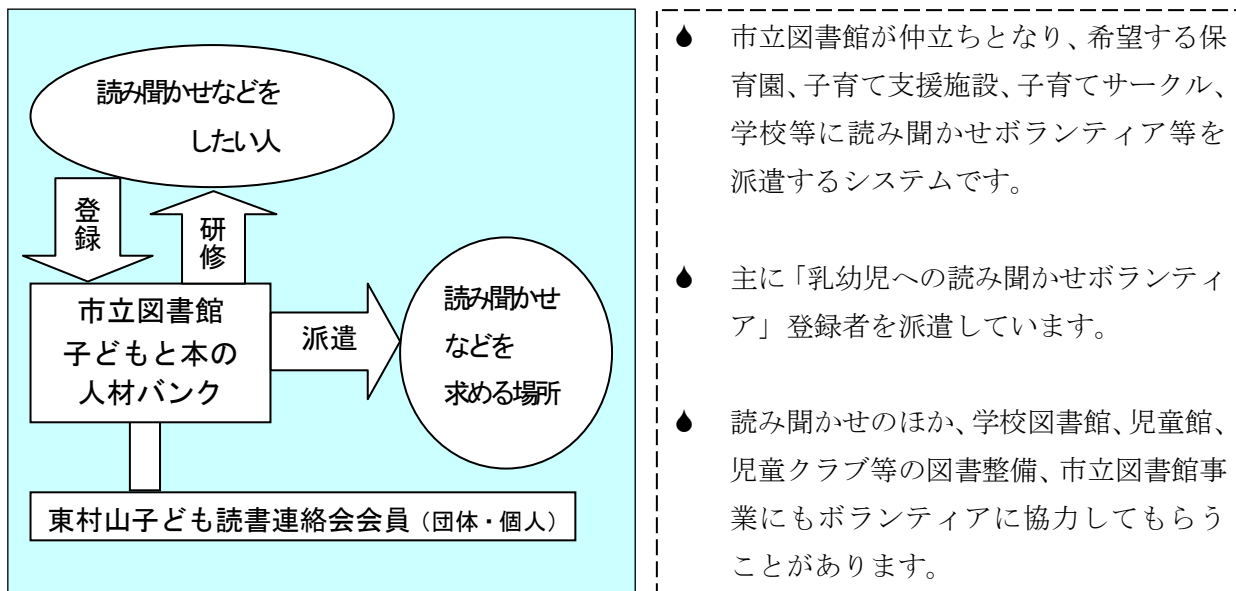 読み聞かせなどを
したい人
登録
研修
市立図書館
子どもと本の
人材バンク
派遣
読み聞かせ
などを
求める場所
東村山子ども読書連絡会会員（団体・個人）
市立図書館が仲立ちとなり、希望する保
育園、子育て支援施設、子育てサークル、
学校等に読み聞かせボランティア等を
派遣するシステムです。
主に「乳幼児への読み聞かせボランティ
ア」登録者を派遣しています。
読み聞かせのほか、学校図書館、児童館、
児童クラブ等の図書整備、市立図書館事
業にもボランティアに協力してもらう
ことがあります。